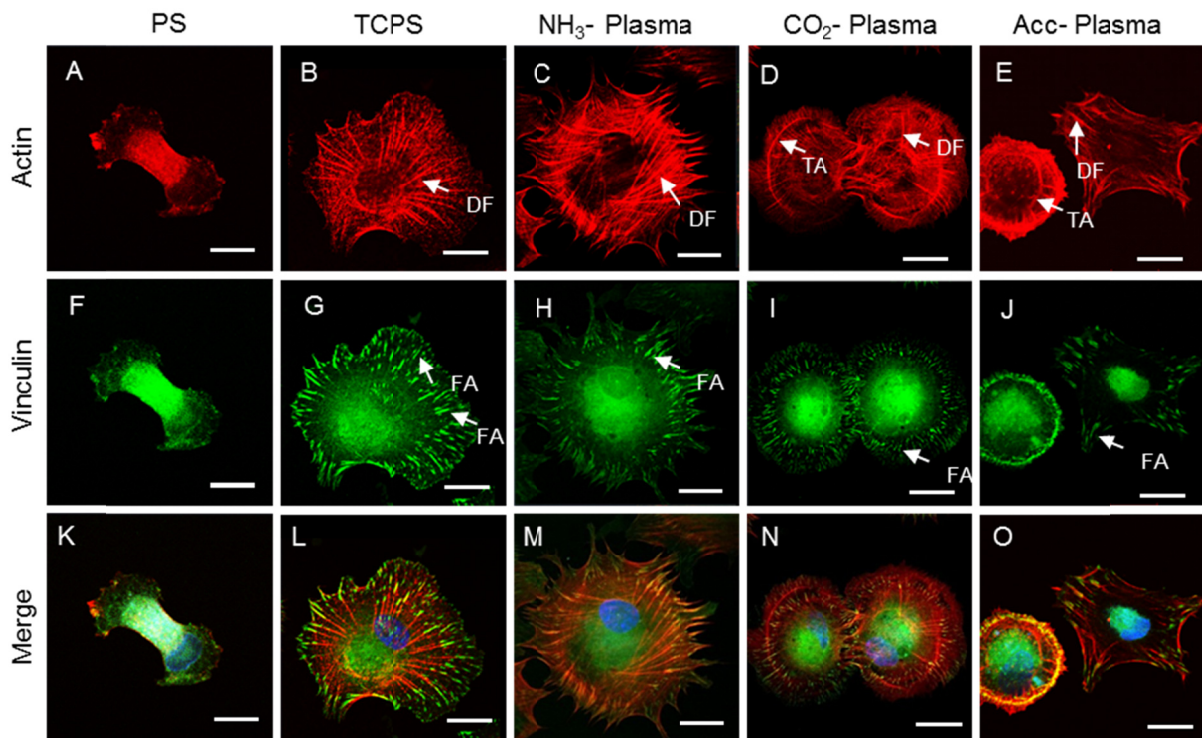 PS TCPS NH₃- Plasma CO₂- Plasma Acc- Plasma
Actin
A B C D E
DF DF TA DF DF TA
Vinculin
F G H I J
FA FA FA FA FA
Merge
K L M N O